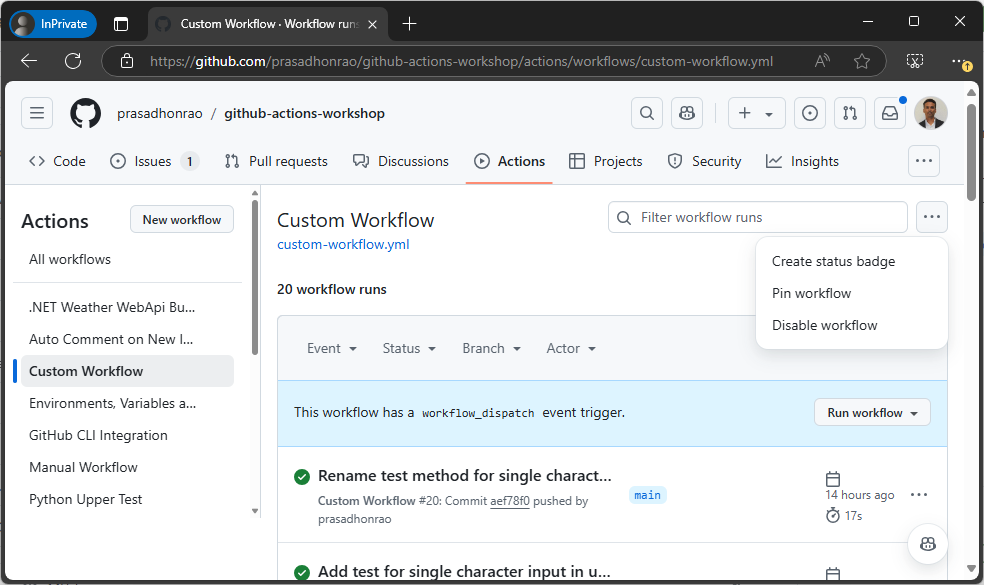 InPrivate
Custom Workflow · Workflow runs
https://github.com/prasadhonrao/github-actions-workshop/actions/workflows/custom-workflow.yml
prasadhonrao / github-actions-workshop
Code
Issues 1
Pull requests
Discussions
Actions
Projects
Security
Insights
Actions
New workflow
All workflows
.NET Weather WebApi Bu...
Auto Comment on New I...
Custom Workflow
Environments, Variables a...
GitHub CLI Integration
Manual Workflow
Python Upper Test
Custom Workflow
custom-workflow.yml
Filter workflow runs
Create status badge
Pin workflow
Disable workflow
20 workflow runs
Event
Status
Branch
Actor
This workflow has a workflow_dispatch event trigger.
Run workflow
Rename test method for single charact...
Custom Workflow #20: Commit aef78f0 pushed by
prasadhonrao
main
14 hours ago
17s
Add test for single character input in u...